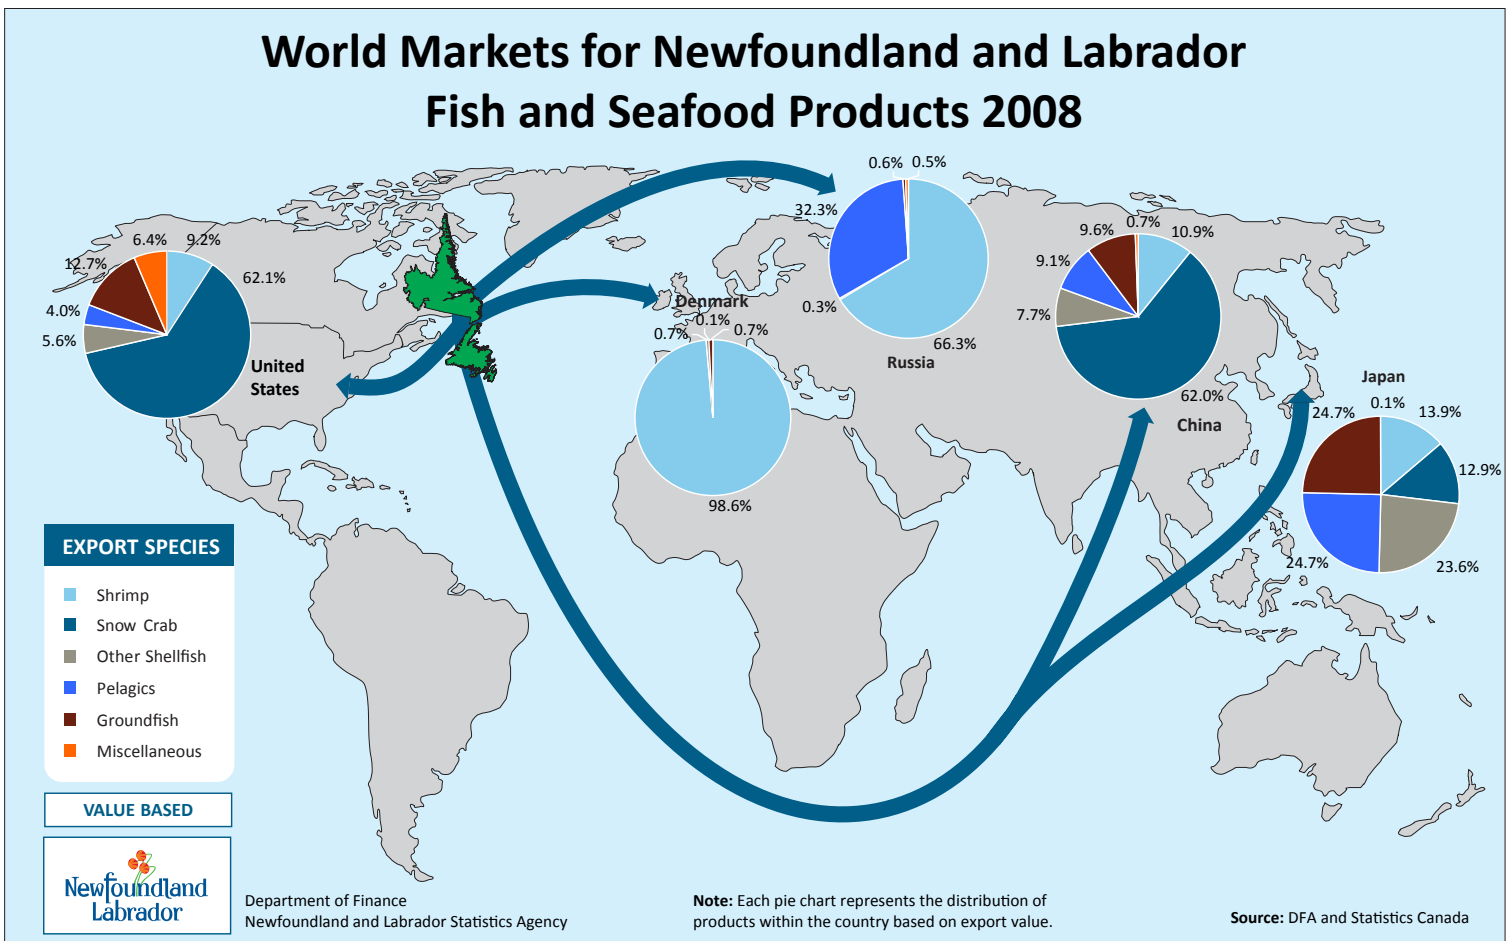 World Markets for Newfoundland and Labrador
Fish and Seafood Products 2008
0.6%
0.5%
32.3%
0.3%
66.3%
Russia
6.4%
9.2%
12.7%
62.1%
4.0%
5.6%
United
States
Denmark
0.1%
0.7%
0.7%
98.6%
9.6%
0.7%
10.9%
9.1%
7.7%
62.0%
China
Japan
24.7%
0.1%
13.9%
12.9%
24.7%
23.6%
EXPORT SPECIES
Shrimp
Snow Crab
Other Shellfish
Pelagics
Groundfish
Miscellaneous
VALUE BASED
Newfoundland
Labrador
Department of Finance
Newfoundland and Labrador Statistics Agency
Note: Each pie chart represents the distribution of
products within the country based on export value.
Source: DFA and Statistics Canada